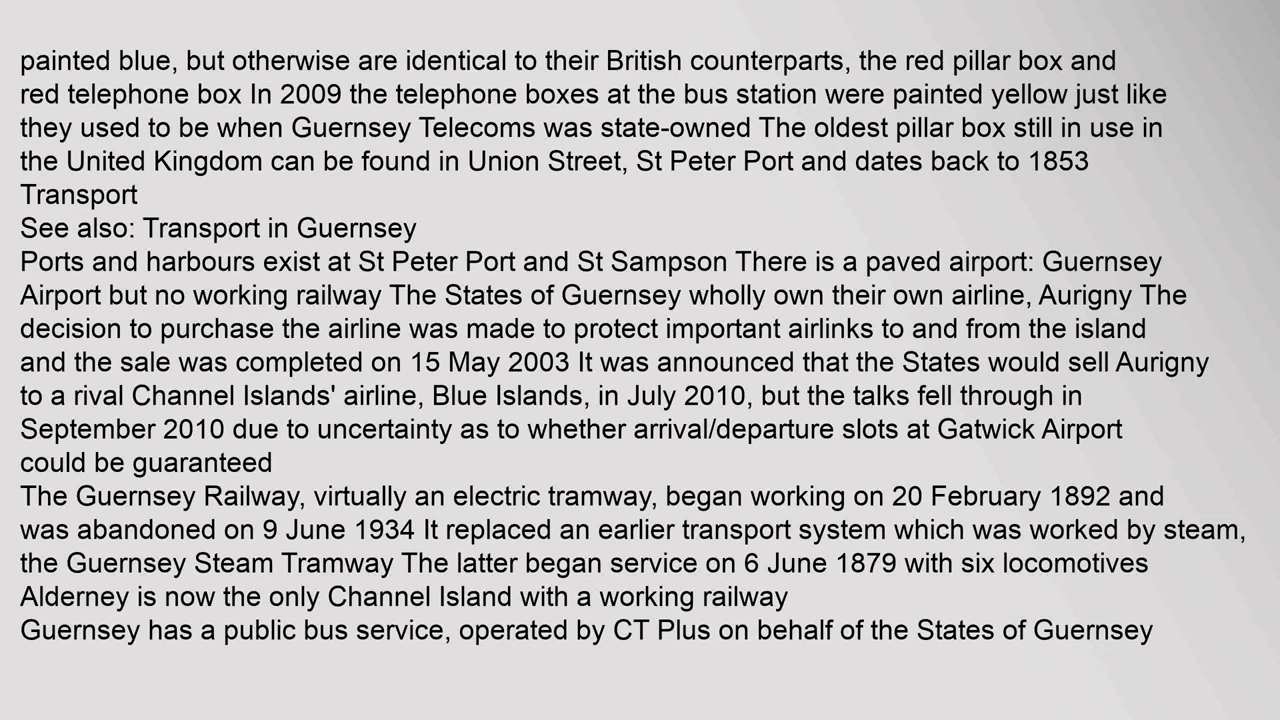 painted blue, but otherwise are identical to their British counterparts, the red pillar box and
red telephone box In 2009 the telephone boxes at the bus station were painted yellow just like
they used to be when Guernsey Telecoms was state-owned The oldest pillar box still in use in
the United Kingdom can be found in Union Street, St Peter Port and dates back to 1853
Transport
See also: Transport in Guernsey
Ports and harbours exist at St Peter Port and St Sampson There is a paved airport: Guernsey
Airport but no working railway The States of Guernsey wholly own their own airline, Aurigny The
decision to purchase the airline was made to protect important airlinks to and from the island
and the sale was completed on 15 May 2003 It was announced that the States would sell Aurigny
to a rival Channel Islands' airline, Blue Islands, in July 2010, but the talks fell through in
September 2010 due to uncertainty as to whether arrival/departure slots at Gatwick Airport
could be guaranteed
The Guernsey Railway, virtually an electric tramway, began working on 20 February 1892 and
was abandoned on 9 June 1934 It replaced an earlier transport system which was worked by steam,
the Guernsey Steam Tramway The latter began service on 6 June 1879 with six locomotives
Alderney is now the only Channel Island with a working railway
Guernsey has a public bus service, operated by CT Plus on behalf of the States of Guernsey